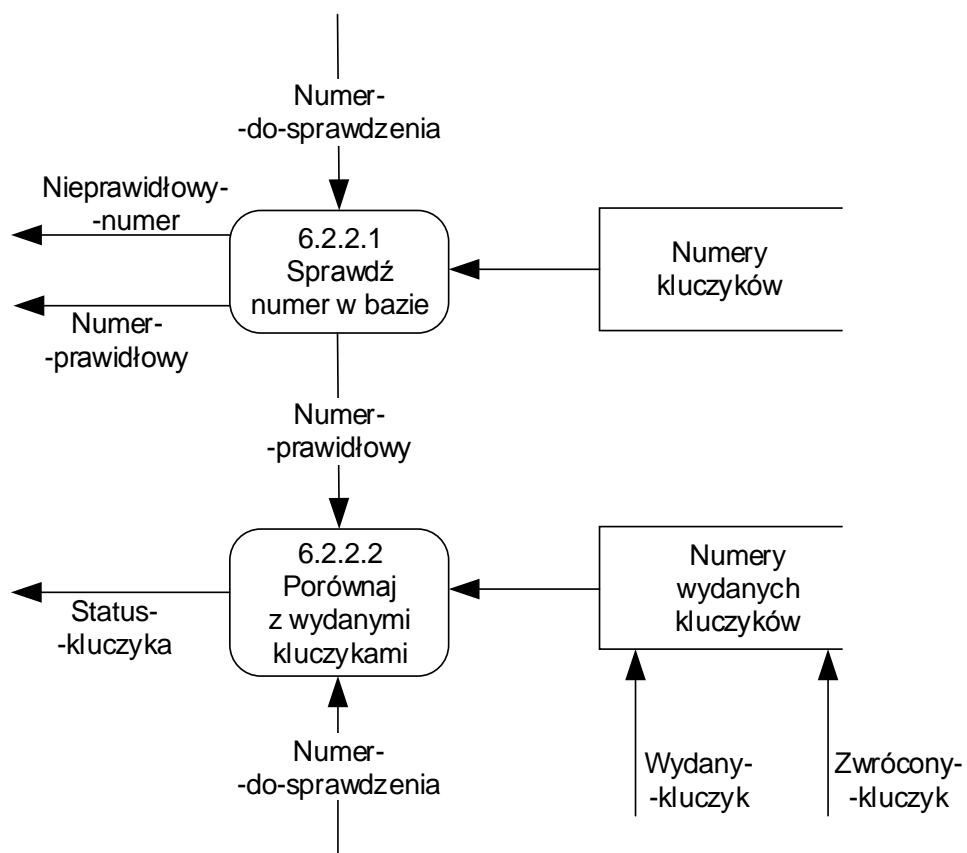 Numer-
-do-sprawdzenia
Nieprawidłowy-
-numer
6.2.2.1
Sprawdź
numer w bazie
Numery
kluczyków
Numer-
-prawidłowy
Numer-
-prawidłowy
6.2.2.2
Porównaj
z wydanymi
kluczykami
Numery
wydanych
kluczyków
Status-
-kluczyka
Numer-
-do-sprawdzenia
Wydany-
-kluczyk
Zwrócony-
-kluczyk